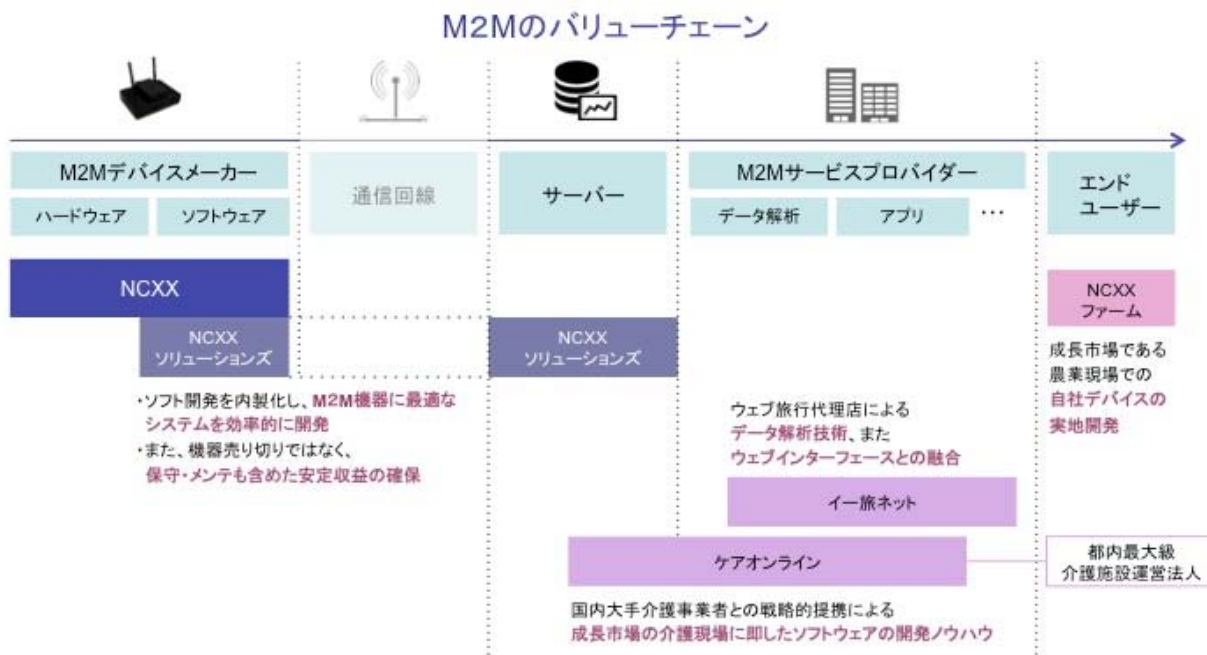 M2Mのバリューチェーン
M2Mデバイスメーカー
ハードウェア
ソフトウェア
通信回線
サーバー
M2Mサービスプロバイダー
データ解析
アプリ
…
エンド
ユーザー
NCXX
NCXX
ソリューションズ
NCXX
ソリューションズ
NCXX
ファーム
・ソフト開発を内製化し、M2M機器に最適な
システムを効率的に開発
・また、機器売り切りではなく、
保守・メンテも含めた安定収益の確保
ウェブ旅行代理店による
データ解析技術、また
ウェブインターフェースとの融合
成長市場である
農業現場での
自社デバイスの
実地開発
イー旅ネット
ケアオンライン
都内最大級
介護施設運営法人
国内大手介護事業者との戦略的提携による
成長市場の介護現場に即したソフトウェアの開発ノウハウ